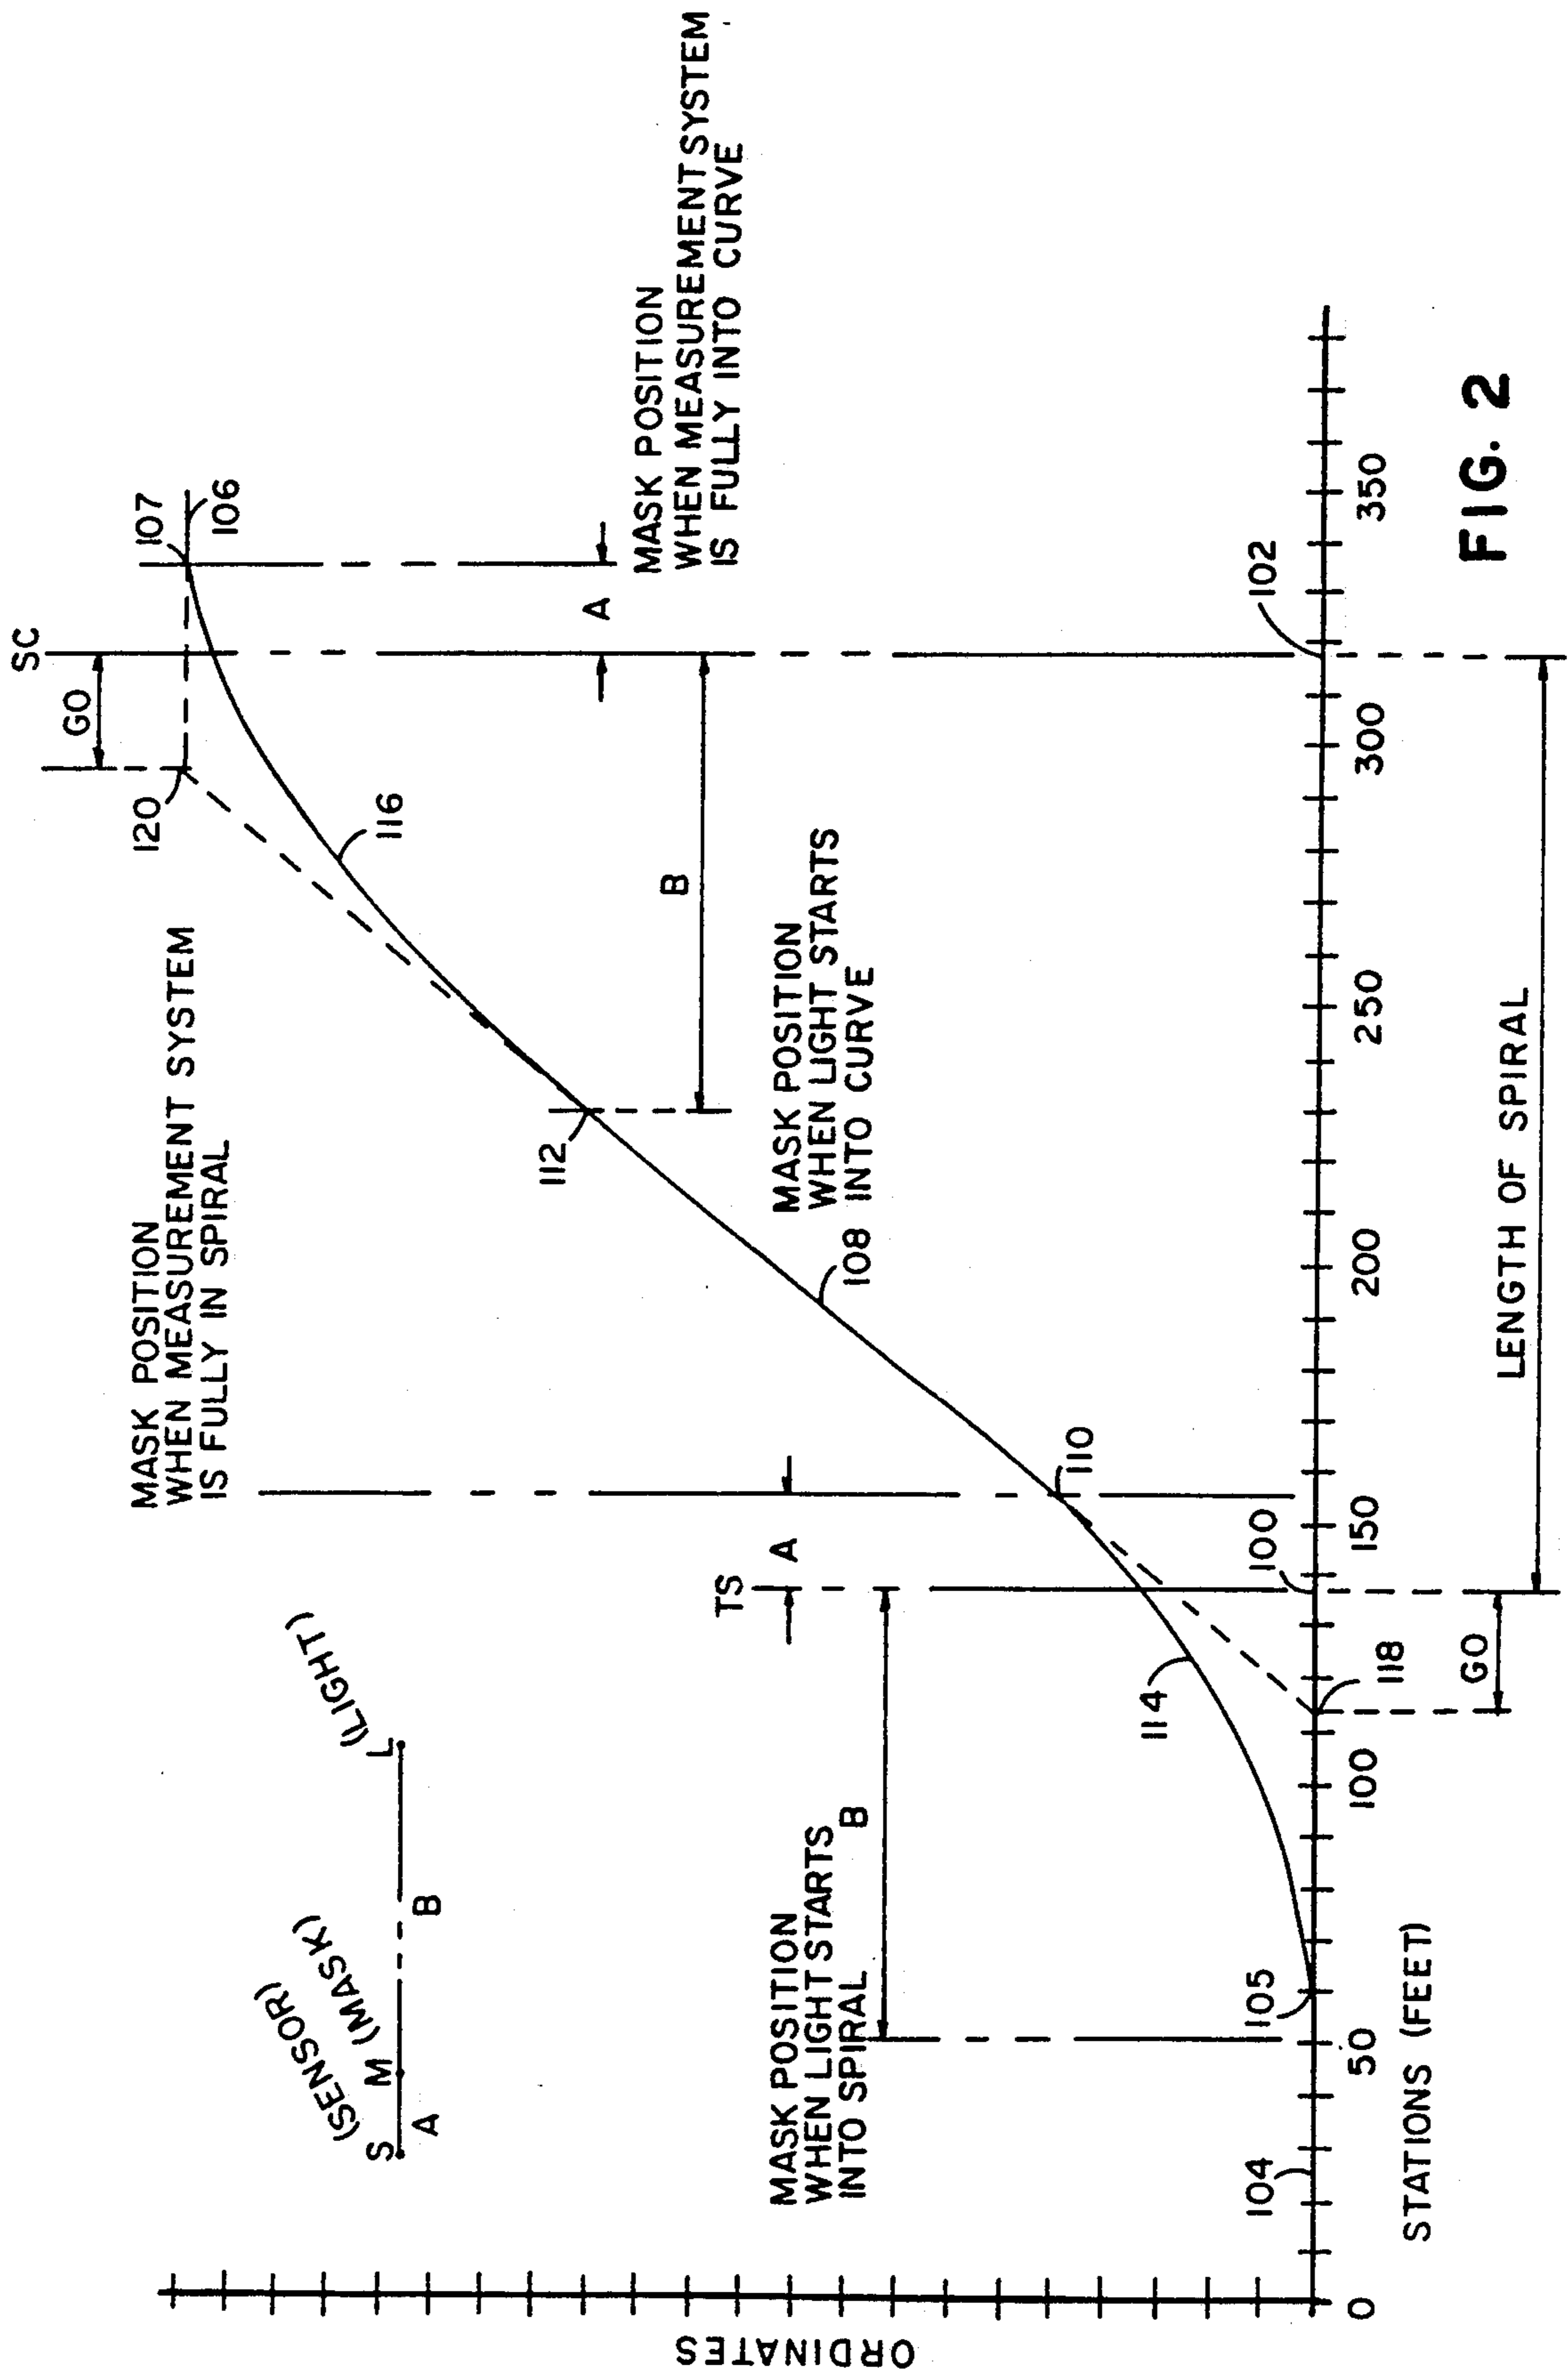 SC
GO
120
107
106
A
MASK POSITION
WHEN MEASUREMENT SYSTEM
IS FULLY INTO CURVE
MASK POSITION
WHEN MEASUREMENT SYSTEM
IS FULLY IN SPIRAL
116
B
112
MASK POSITION
WHEN LIGHT STARTS
INTO CURVE
108
110
A
TS
S
(SENSOR)
M
(MASK)
L
(LIGHT)
A
B
MASK POSITION
WHEN LIGHT STARTS
INTO SPIRAL
B
114
105
104
118
100
102
ORDINATES
0
50
100
150
200
250
300
350
STATIONS (FEET)
GO
LENGTH OF SPIRAL
FIG. 2